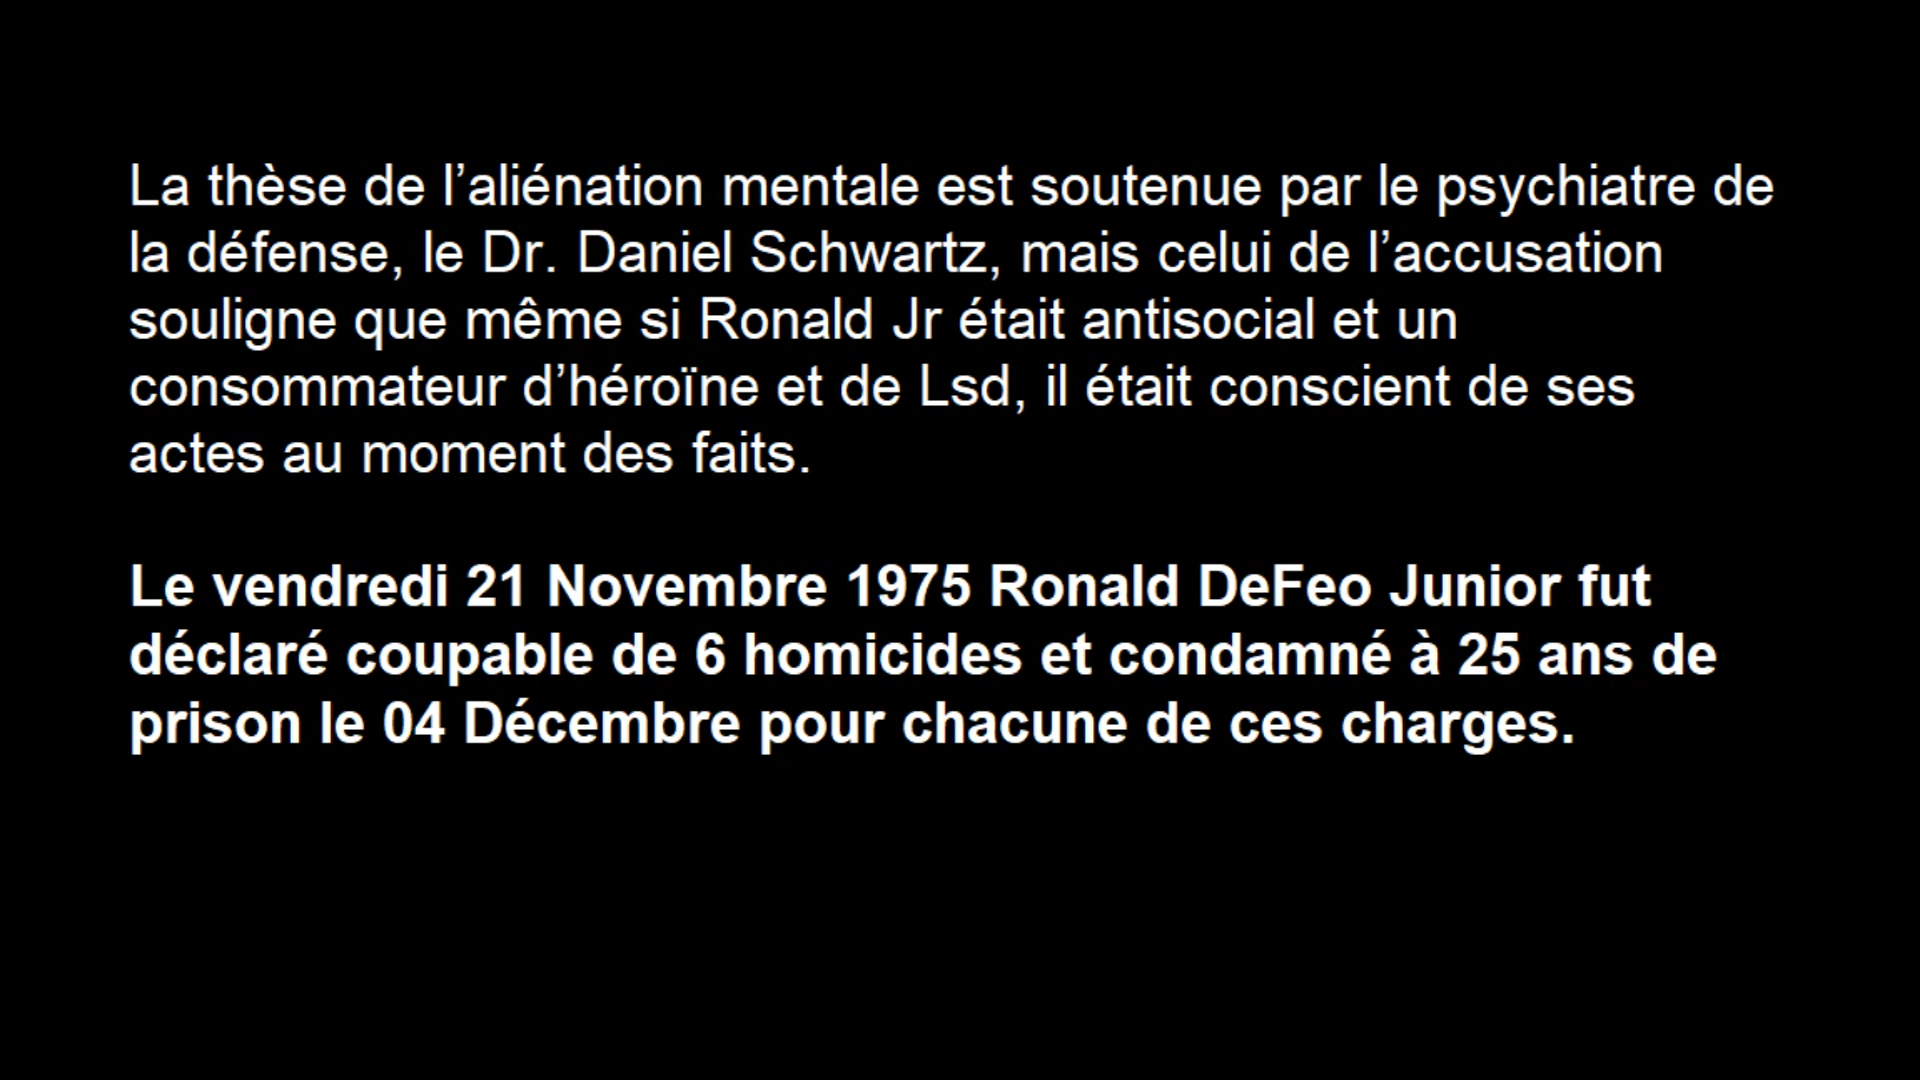 La thèse de l’aliénation mentale est soutenue par le psychiatre de
la défense, le Dr. Daniel Schwartz, mais celui de l’accusation
souligne que même si Ronald Jr était antisocial et un
consommateur d’héroïne et de Lsd, il était conscient de ses
actes au moment des faits.
Le vendredi 21 Novembre 1975 Ronald DeFeo Junior fut
déclaré coupable de 6 homicides et condamné à 25 ans de
prison le 04 Décembre pour chacune de ces charges.